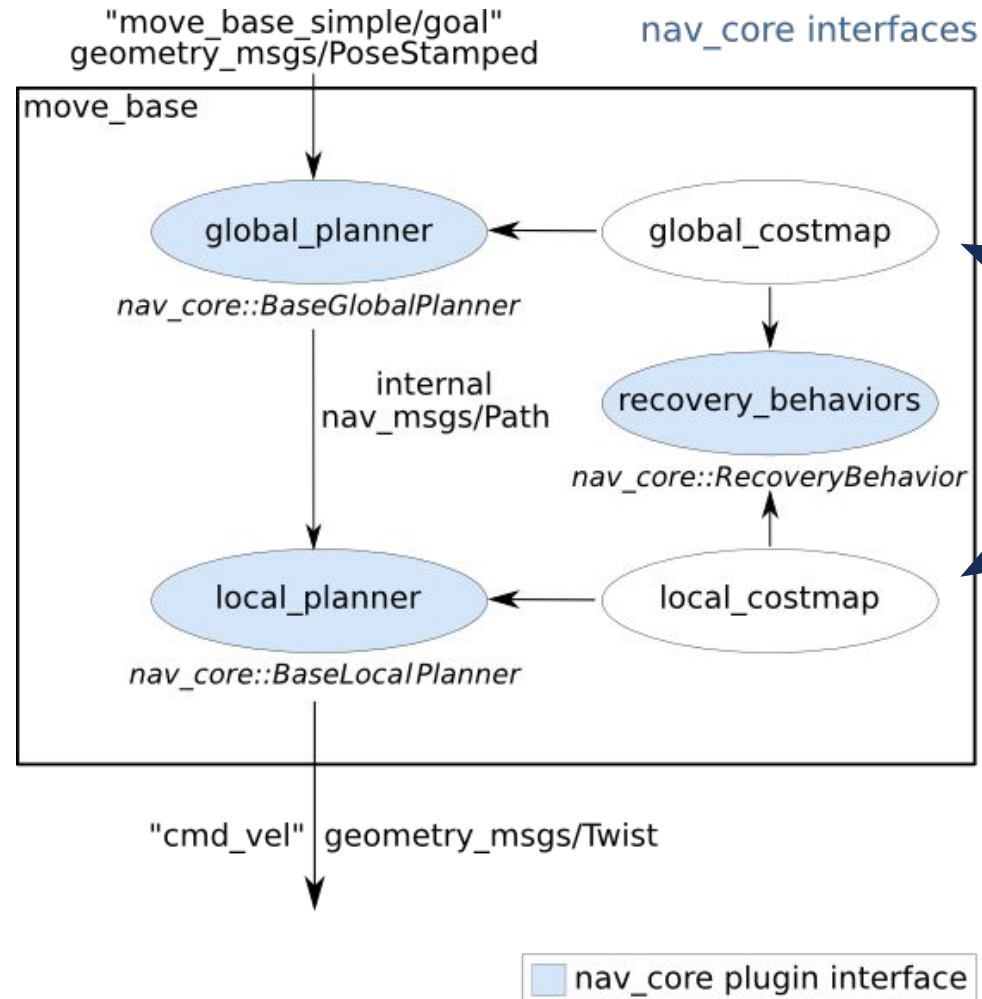 "move_base_simple/goal"
geometry_msgs/PoseStamped
nav_core interfaces
move_base
global_planner
global_costmap
nav_core::BaseGlobalPlanner
internal
nav_msgs/Path
recovery_behaviors
nav_core::RecoveryBehavior
local_planner
local_costmap
nav_core::BaseLocalPlanner
"cmd_vel" geometry_msgs/Twist
nav_core plugin interface